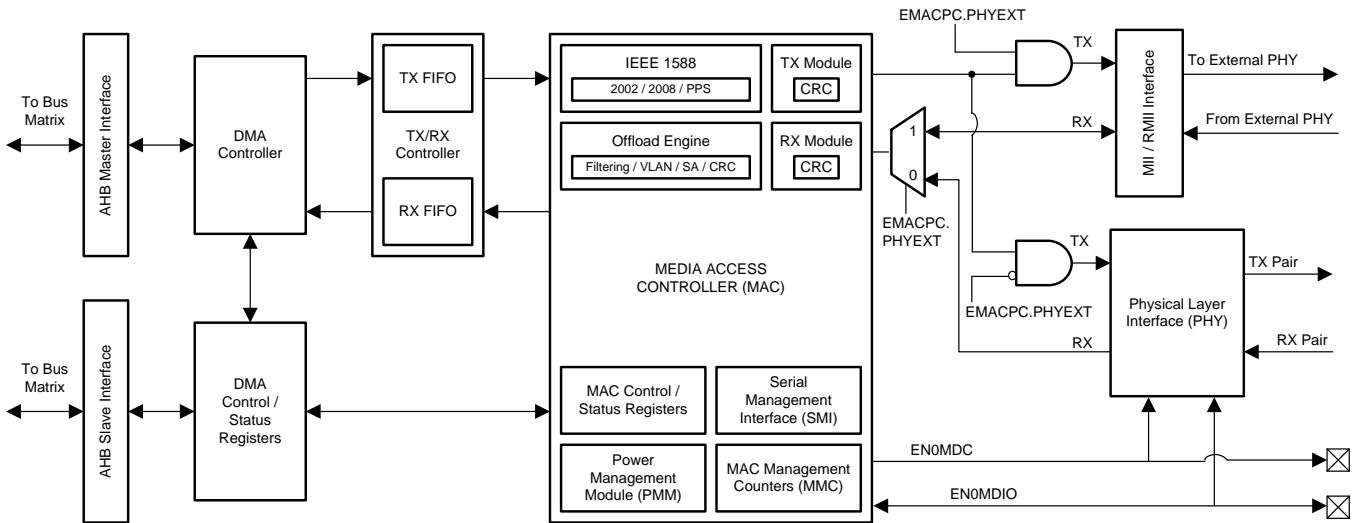 EMACPC.PHYEXT
To Bus
Matrix
AHB Master Interface
DMA
Controller
TX FIFO
TX/RX
Controller
RX FIFO
IEEE 1588
2002 / 2008 / PPS
TX Module
CRC
Offload Engine
Filtering / VLAN / SA / CRC
RX Module
CRC
MEDIA ACCESS
CONTROLLER (MAC)
1
0
EMACPC.
PHYEXT
TX
RX
MII / RMII Interface
To External PHY
From External PHY
TX
EMACPC.PHYEXT
RX
Physical Layer
Interface (PHY)
TX Pair
RX Pair
To Bus
Matrix
AHB Slave Interface
DMA
Control /
Status
Registers
MAC Control /
Status Registers
Serial
Management
Interface (SMI)
Power
Management
Module (PMM)
MAC Management
Counters (MMC)
EN0MDC
EN0MDIO